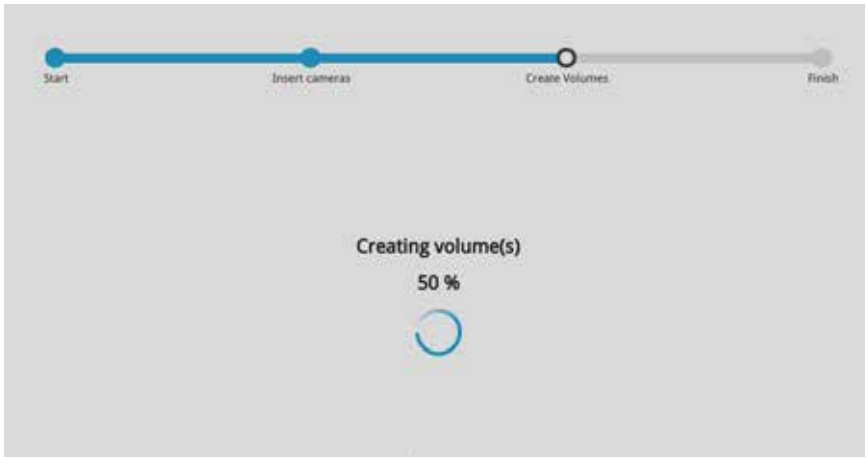 Start
Insert cameras
Create Volumes
Finish
Creating volume(s)
50 %